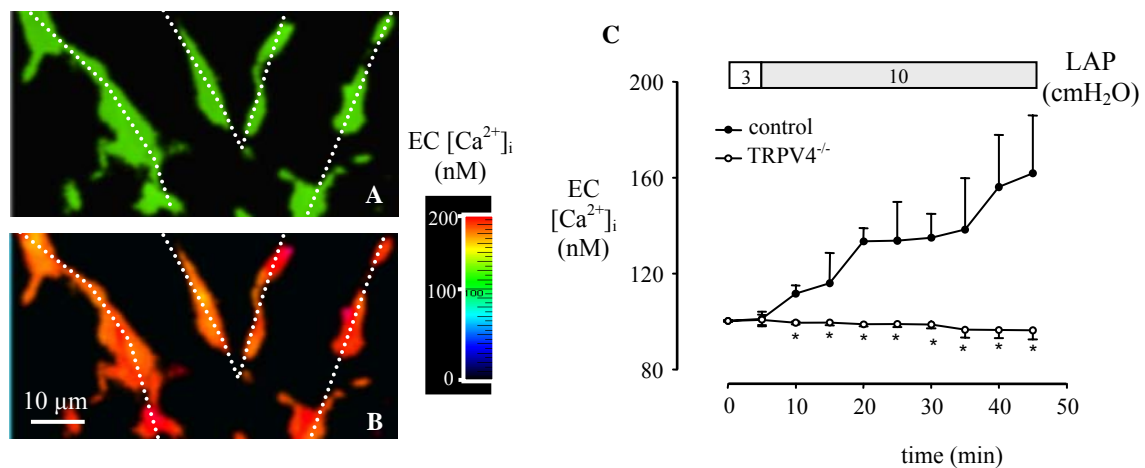 A
B
10 µm
EC [Ca²⁺]ᵢ
(nM)
200
100
100
0
C
3
10
LAP
(cmH₂O)
control
TRPV4⁻/⁻
EC
[Ca²⁺]ᵢ
(nM)
200
160
120
80
* * * * * * * *
0 10 20 30 40 50
time (min)